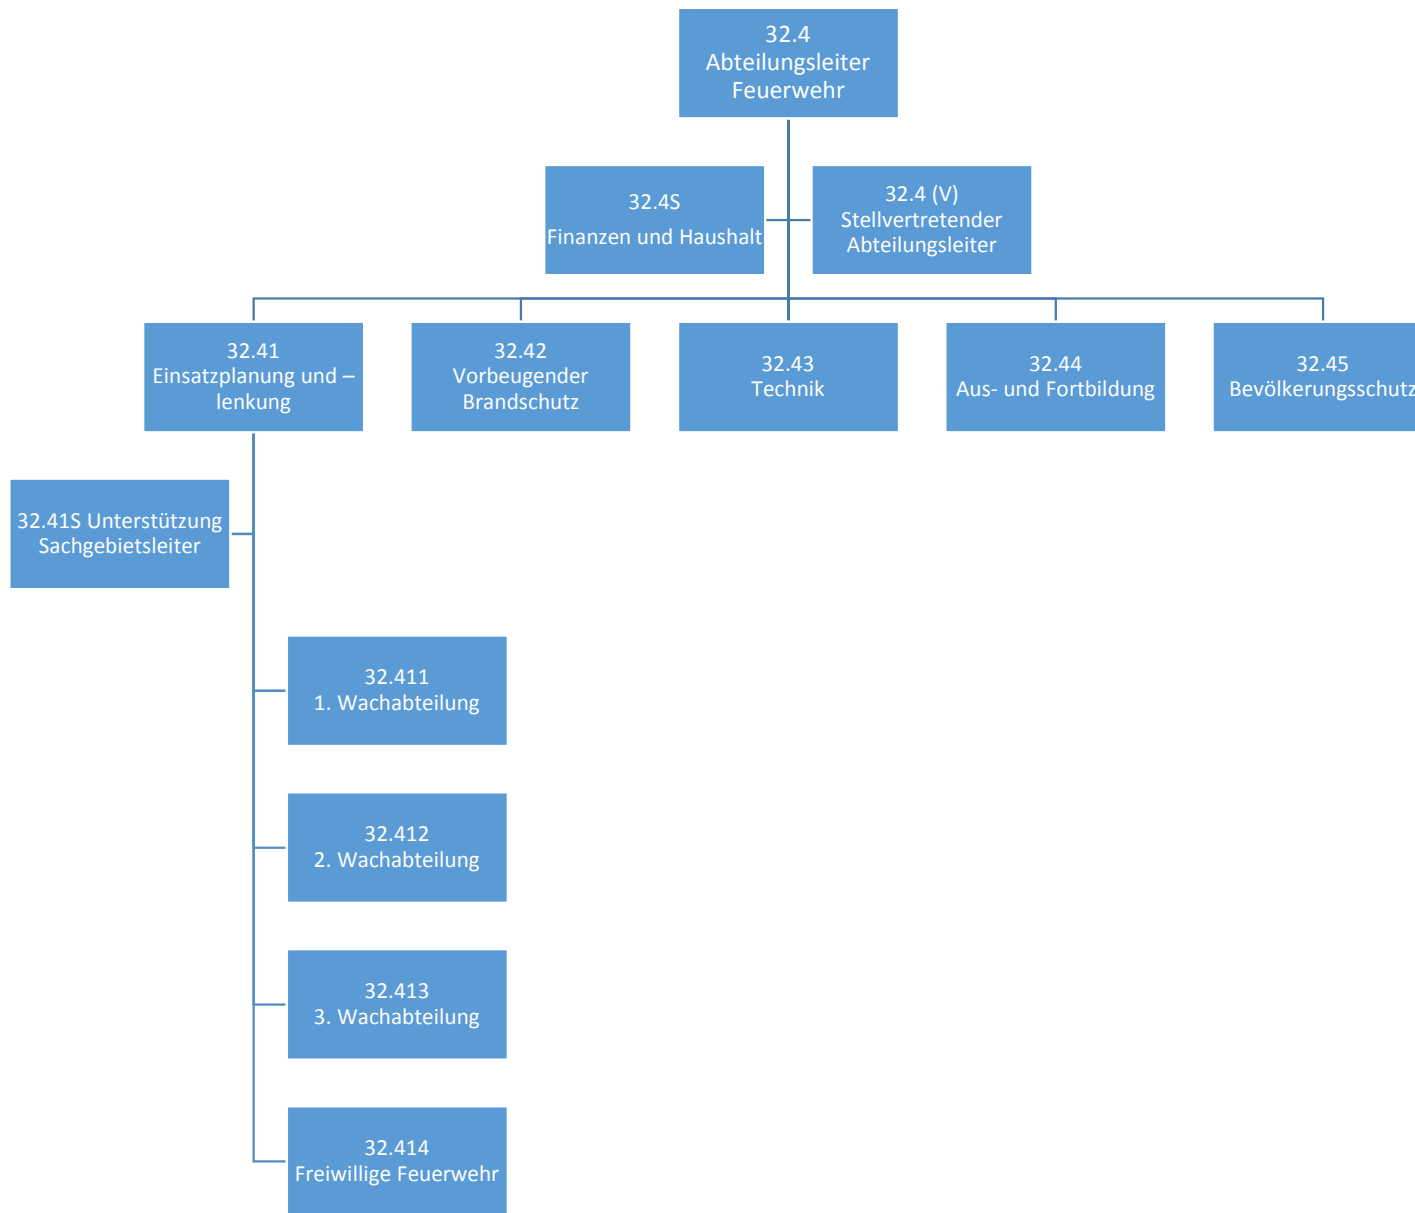 32.4
Abteilungsleiter
Feuerwehr
32.4S
Finanzen und Haushalt
32.4 (V)
Stellvertretender
Abteilungsleiter
32.41
Einsatzplanung und –
lenkung
32.42
Vorbeugender
Brandschutz
32.43
Technik
32.44
Aus- und Fortbildung
32.45
Bevölkerungsschutz
32.41S Unterstützung
Sachgebietsleiter
32.411
1. Wachabteilung
32.412
2. Wachabteilung
32.413
3. Wachabteilung
32.414
Freiwillige Feuerwehr